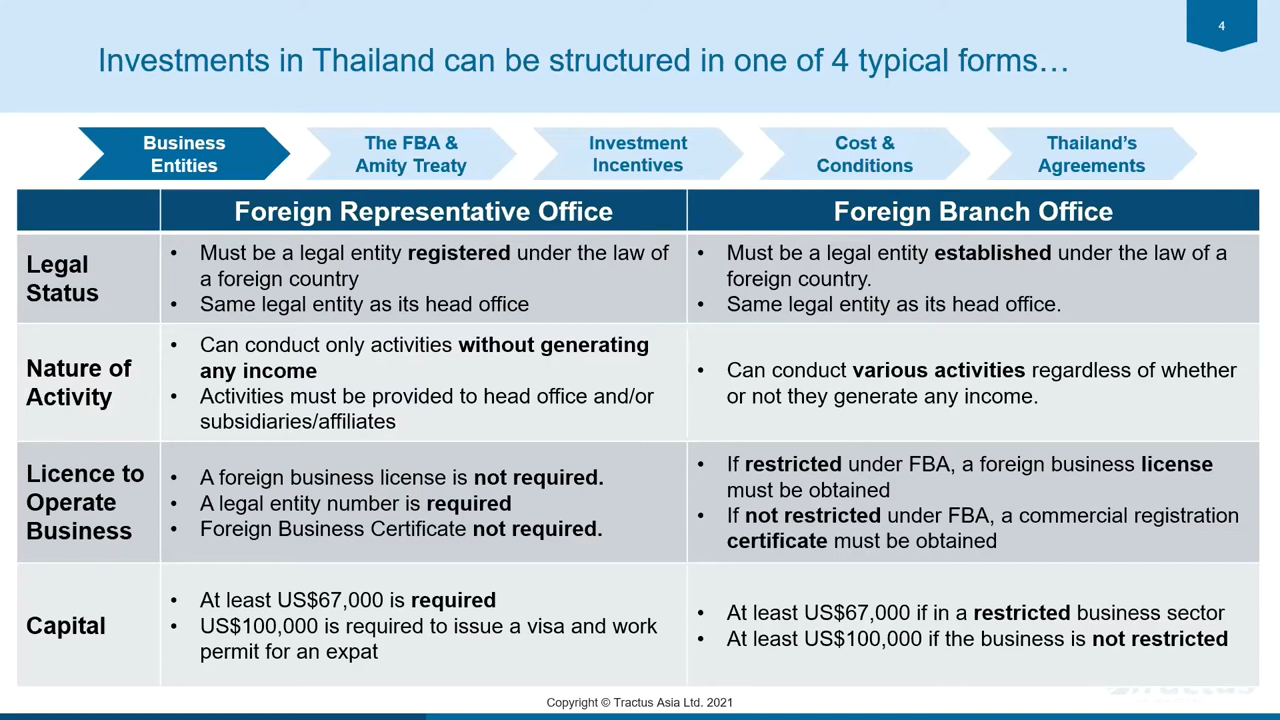 4
Investments in Thailand can be structured in one of 4 typical forms…
Business
Entities
The FBA &
Amity Treaty
Investment
Incentives
Cost &
Conditions
Thailand’s
Agreements
Foreign Representative Office
Foreign Branch Office
Legal
Status
• Must be a legal entity registered under the law of
a foreign country
• Same legal entity as its head office
• Must be a legal entity established under the law of a
foreign country.
• Same legal entity as its head office.
Nature of
Activity
• Can conduct only activities without generating
any income
• Activities must be provided to head office and/or
subsidiaries/affiliates
• Can conduct various activities regardless of whether
or not they generate any income.
Licence to
Operate
Business
• A foreign business license is not required.
• A legal entity number is required
• Foreign Business Certificate not required.
• If restricted under FBA, a foreign business license
must be obtained
• If not restricted under FBA, a commercial registration
certificate must be obtained
Capital
• At least US$67,000 is required
• US$100,000 is required to issue a visa and work
permit for an expat
• At least US$67,000 if in a restricted business sector
• At least US$100,000 if the business is not restricted
Copyright © Tractus Asia Ltd. 2021